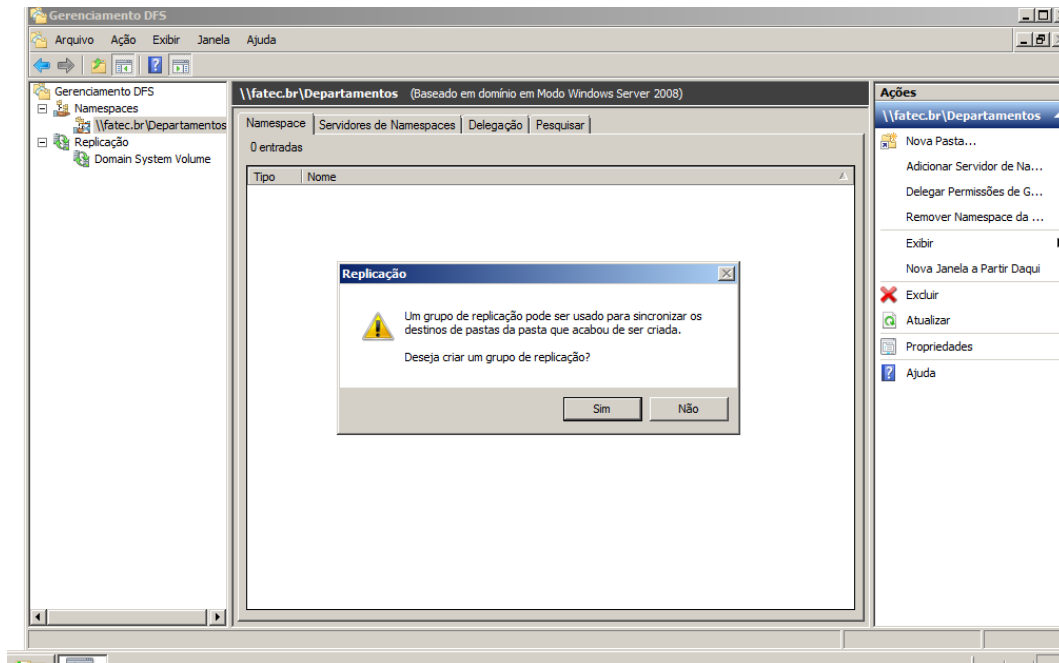 Gerenciamento DFS
Arquivo Ação Exibir Janela Ajuda
Gerenciamento DFS
Namespaces
\\fatec.br\Departamentos
Replicação
Domain System Volume
\\fatec.br\Departamentos (Baseado em domínio em Modo Windows Server 2008)
Namespace Servidores de Namespaces Delegação Pesquisar
0 entradas
Tipo Nome
Replicação
Um grupo de replicação pode ser usado para sincronizar os
destinos de pastas da pasta que acabou de ser criada.
Deseja criar um grupo de replicação?
Sim Não
Ações
\\fatec.br\Departamentos
Nova Pasta...
Adicionar Servidor de Na...
Delegar Permissões de G...
Remover Namespace da ...
Exibir
Nova Janela a Partir Daqui
Excluir
Atualizar
Propriedades
Ajuda